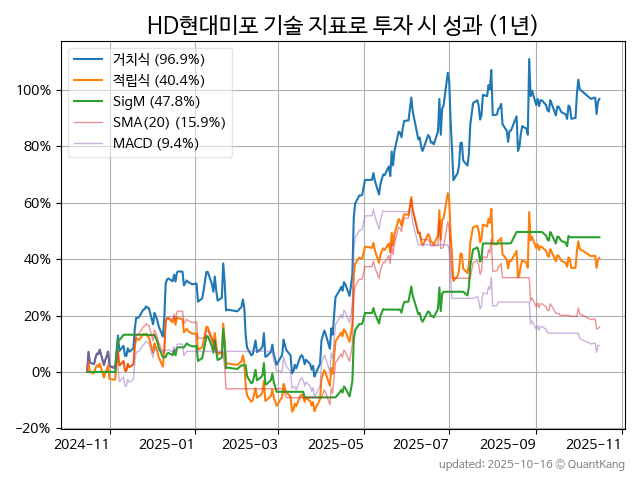 HD현대미포 기술 지표로 투자 시 성과 (1년)
거치식 (96.9%)
적립식 (40.4%)
SigM (47.8%)
SMA(20) (15.9%)
MACD (9.4%)
100%
80%
60%
40%
20%
0%
−20%
2024-11 2025-01 2025-03 2025-05 2025-07 2025-09 2025-11
updated: 2025-10-16 © QuantKang